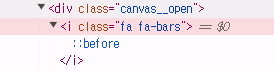 ▼<div class="canvas__open">
▼<i class="fa fa-bars"> == $0
::before
</i>